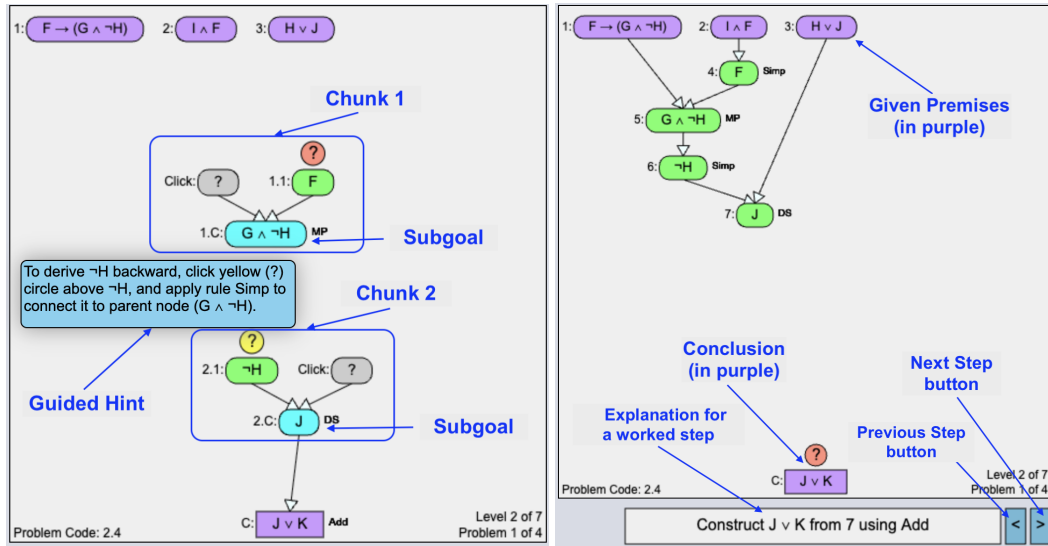 1: F → (G ∧ ¬H) 2: I ∧ F 3: H ∨ J
Chunk 1
?
Click: ? 1.1: F
1.C: G ∧ ¬H MP
Subgoal
To derive ¬H backward, click yellow (?)
circle above ¬H, and apply rule Simp to
connect it to parent node (G ∧ ¬H).
Chunk 2
?
2.1: ¬H Click: ?
Guided Hint
2.C: J DS
Subgoal
C: J ∨ K Add
Level 2 of 7
Problem Code: 2.4
Problem 1 of 4
1: F → (G ∧ ¬H) 2: I ∧ F 3: H ∨ J
4: F Simp
Given Premises
(in purple)
5: G ∧ ¬H MP
6: ¬H Simp
7: J DS
Conclusion
(in purple)
Next Step
button
Explanation for
a worked step
Previous Step
button
?
C: J ∨ K
Level 2 of 7
Problem Code: 2.4
Problem 1 of 4
Construct J ∨ K from 7 using Add
< >